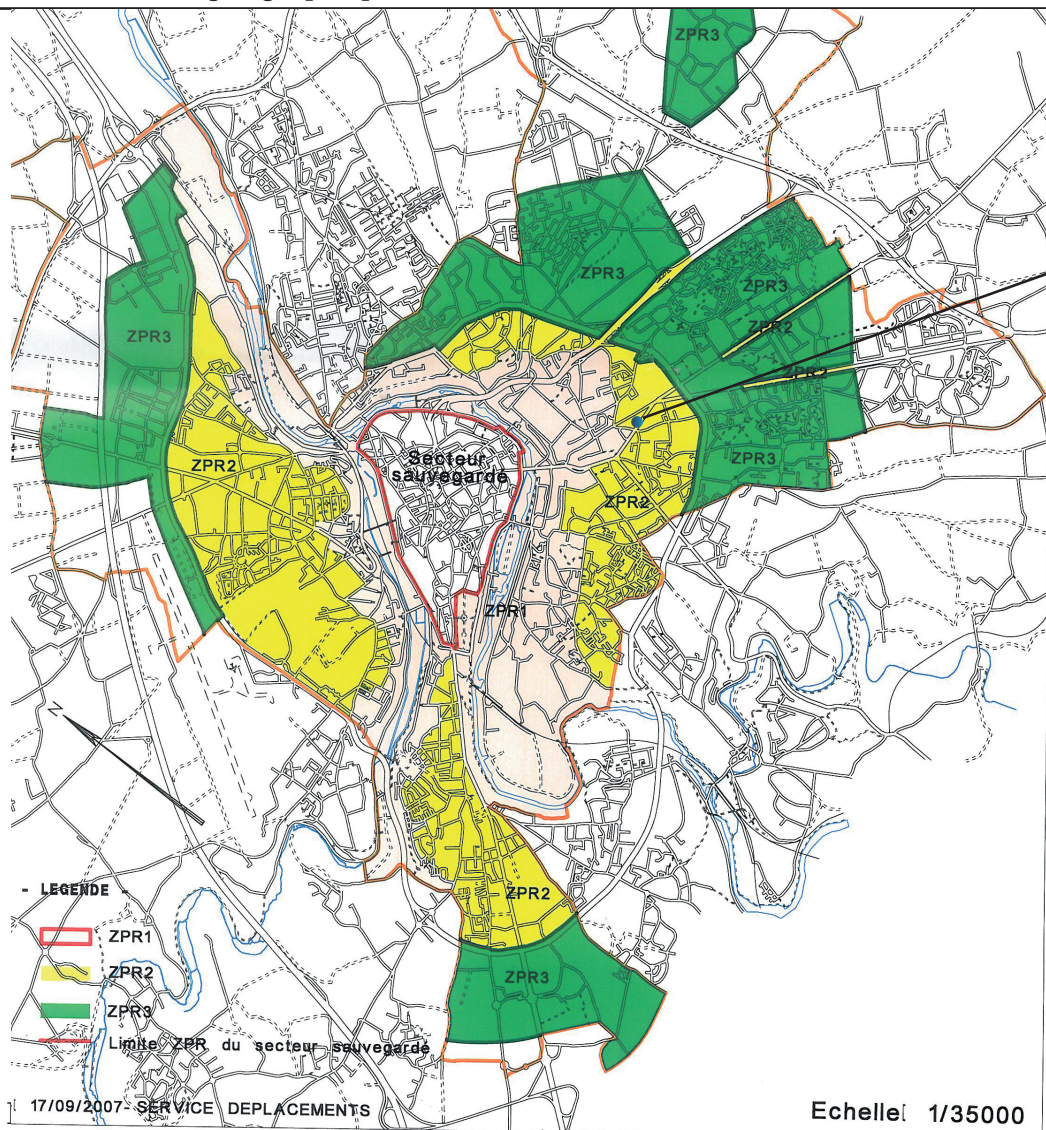 ZPR3
ZPR3
ZPR3
ZPR3
ZPR2
ZPR2
ZPR2
Secteur
sauvegardé
ZPR3
ZPR2
ZPR1
N
- LEGENDE -
ZPR1
ZPR2
ZPR3
Limite ZPR du secteur sauvegardé
ZPR2
ZPR3
17/09/2007- SERVICE DEPLACEMENTS
Echelle 1/35000